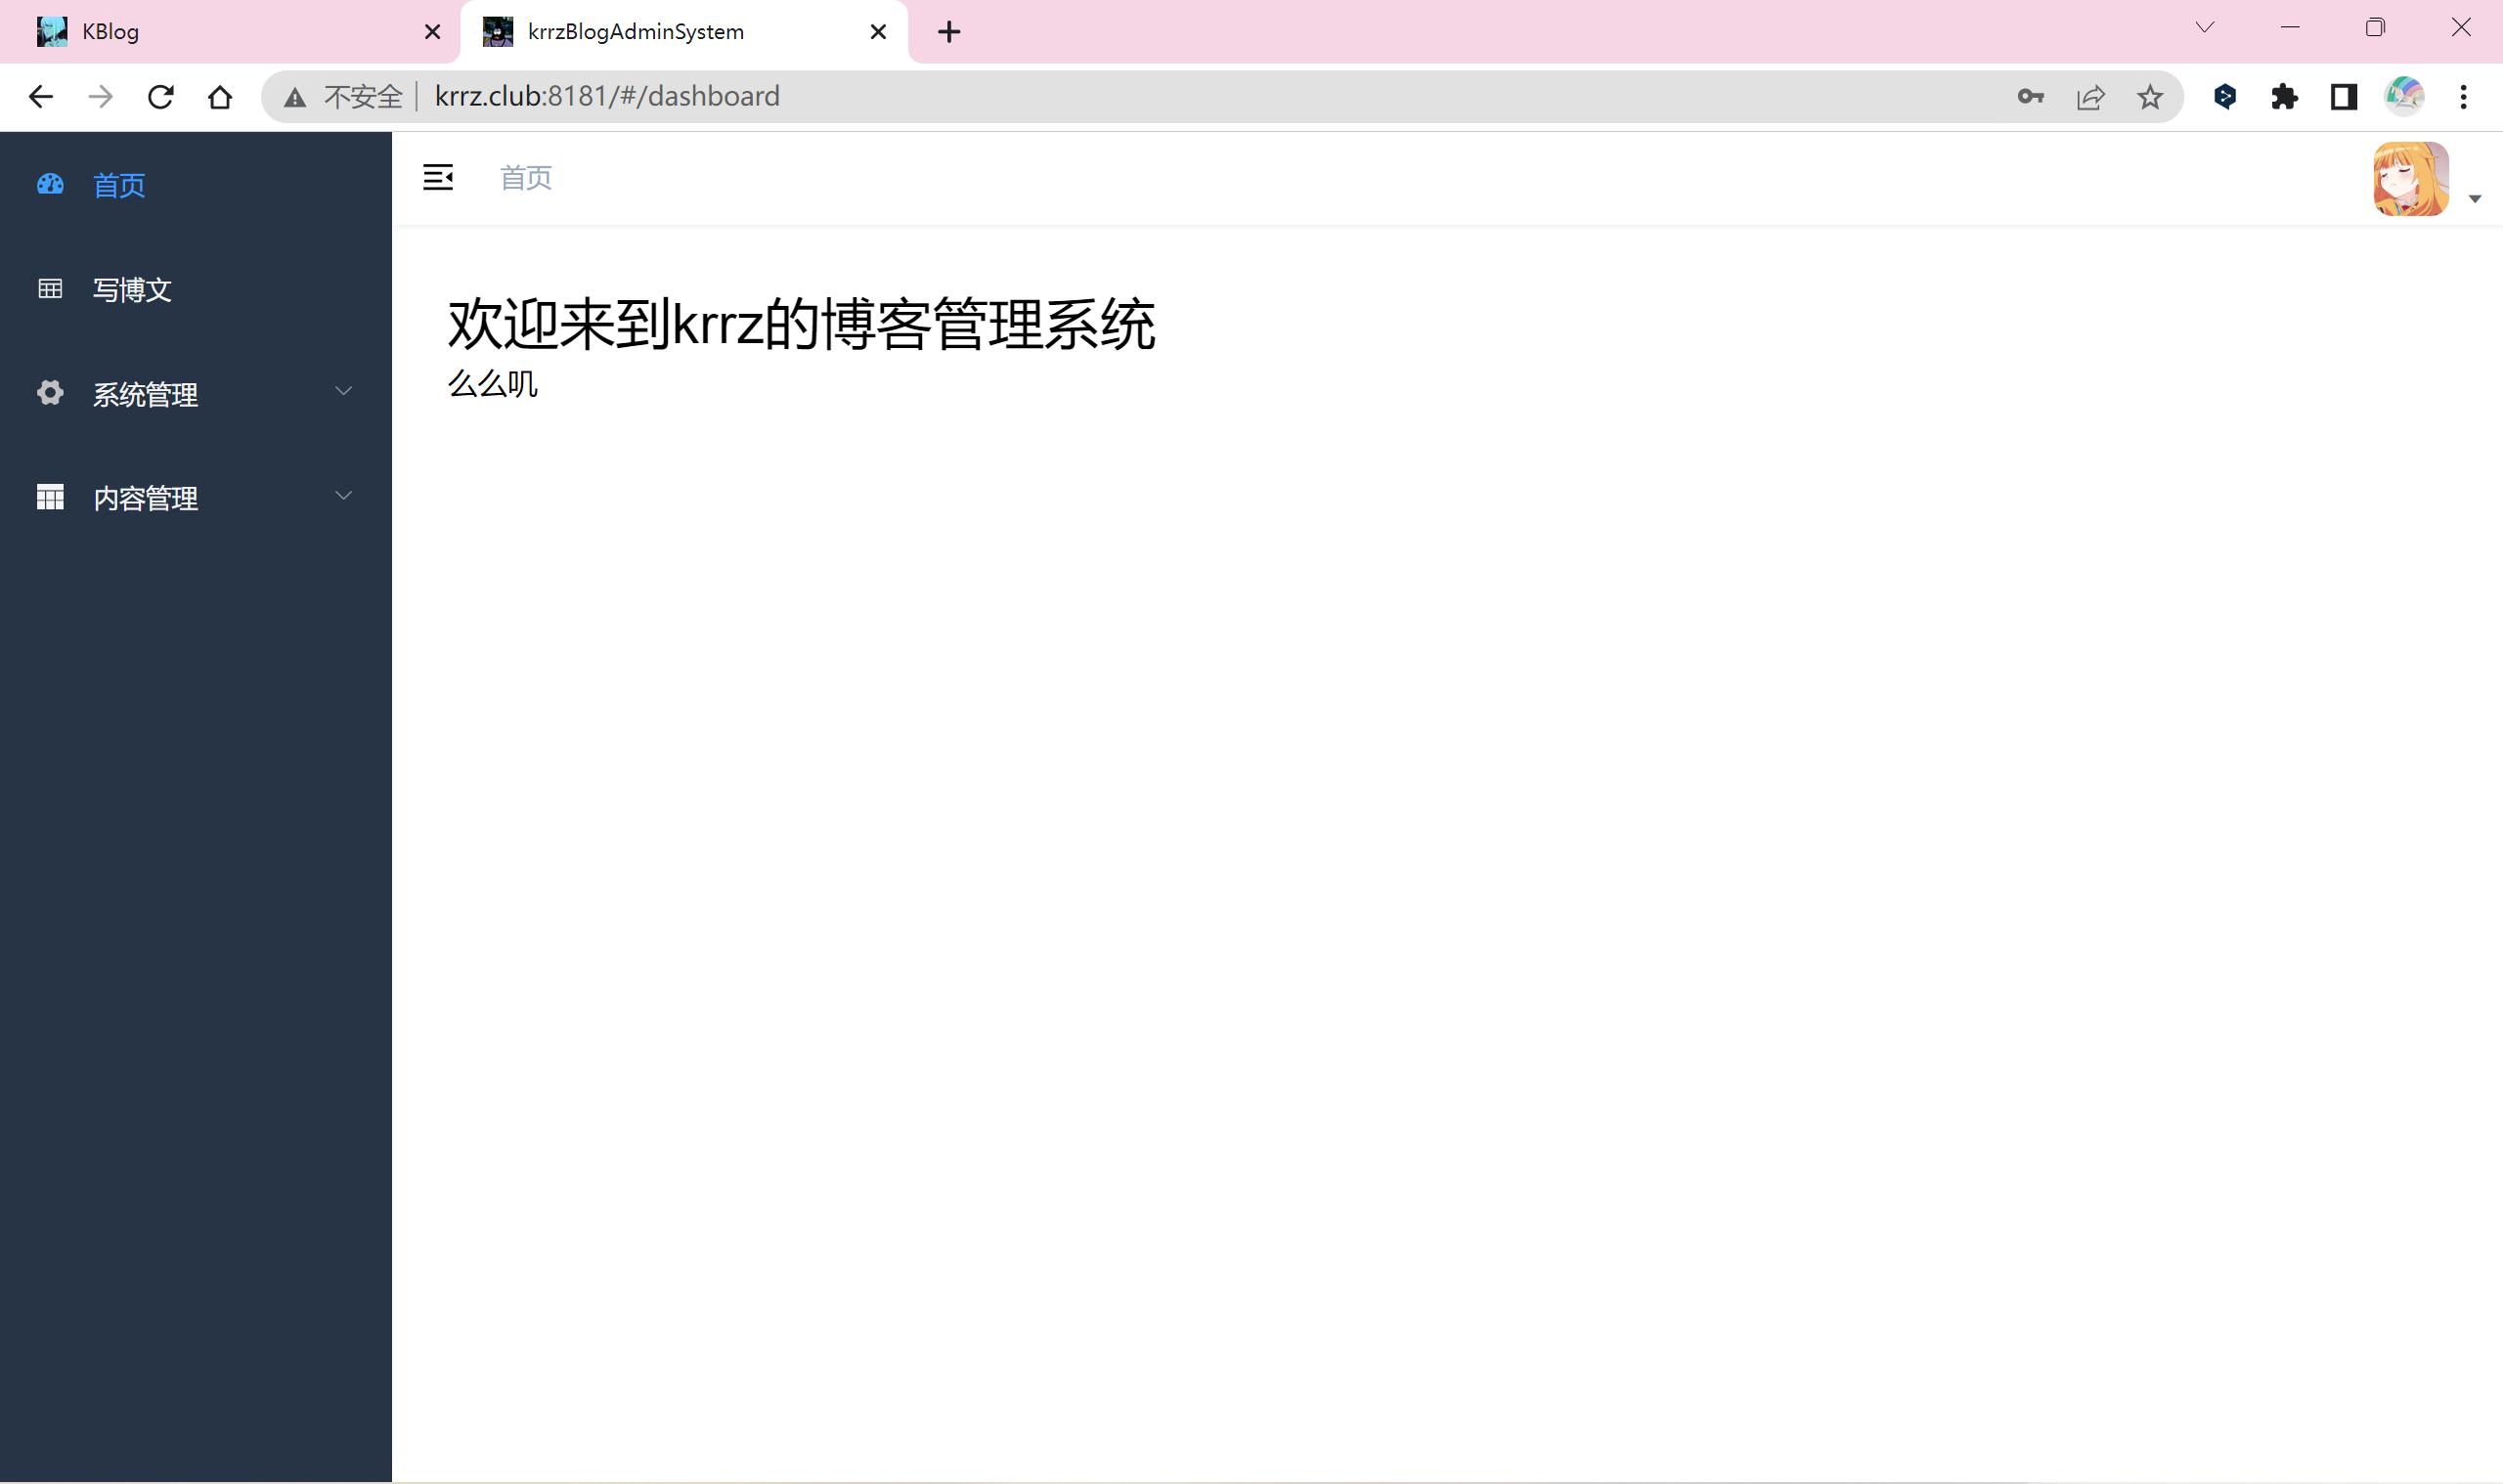 KBlog
krrzBlogAdminSystem
不安全
krrz.club:8181/#/dashboard
首页
写博文
系统管理
内容管理
首页
欢迎来到krrz的博客管理系统
么么叽